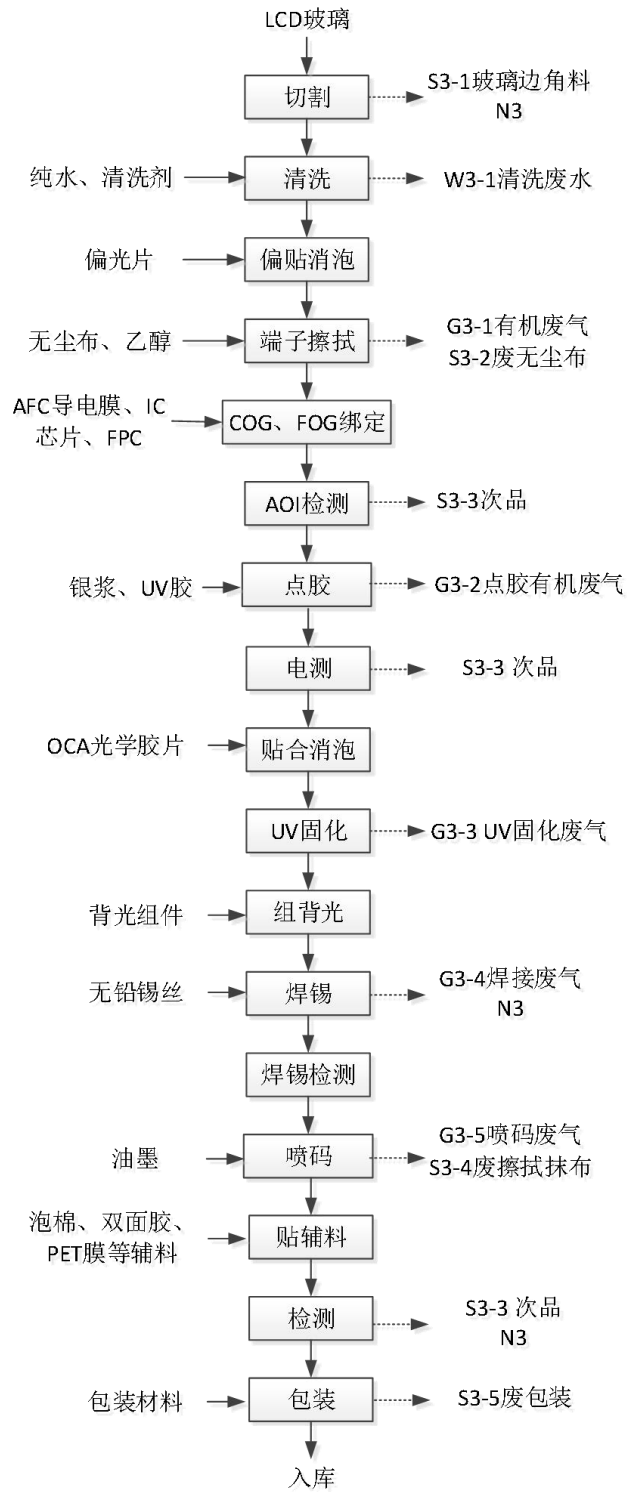 LCD玻璃
切割
S3-1玻璃边角料
N3
纯水、清洗剂
清洗
W3-1清洗废水
偏光片
偏贴消泡
无尘布、乙醇
端子擦拭
G3-1有机废气
S3-2废无尘布
AFC导电膜、IC
芯片、FPC
COG、FOG绑定
AOI检测
S3-3次品
银浆、UV胶
点胶
G3-2点胶有机废气
电测
S3-3 次品
OCA光学胶片
贴合消泡
UV固化
G3-3 UV固化废气
背光组件
组背光
无铅锡丝
焊锡
G3-4焊接废气
N3
焊锡检测
油墨
喷码
G3-5喷码废气
S3-4废擦拭抹布
泡棉、双面胶、
PET膜等辅料
贴辅料
检测
S3-3 次品
N3
包装材料
包装
S3-5废包装
入库